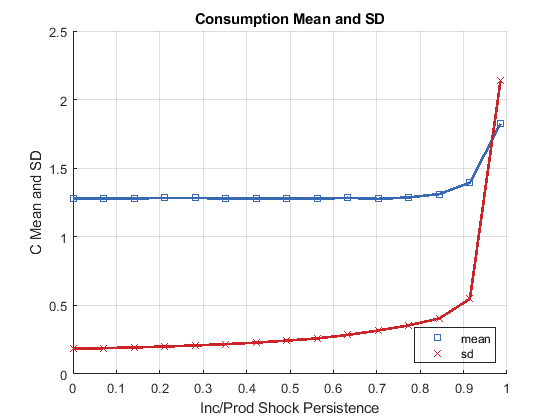 Consumption Mean and SD
2.5
2
1.5
1
0.5
0
C Mean and SD
mean
sd
0 0.1 0.2 0.3 0.4 0.5 0.6 0.7 0.8 0.9 1
Inc/Prod Shock Persistence